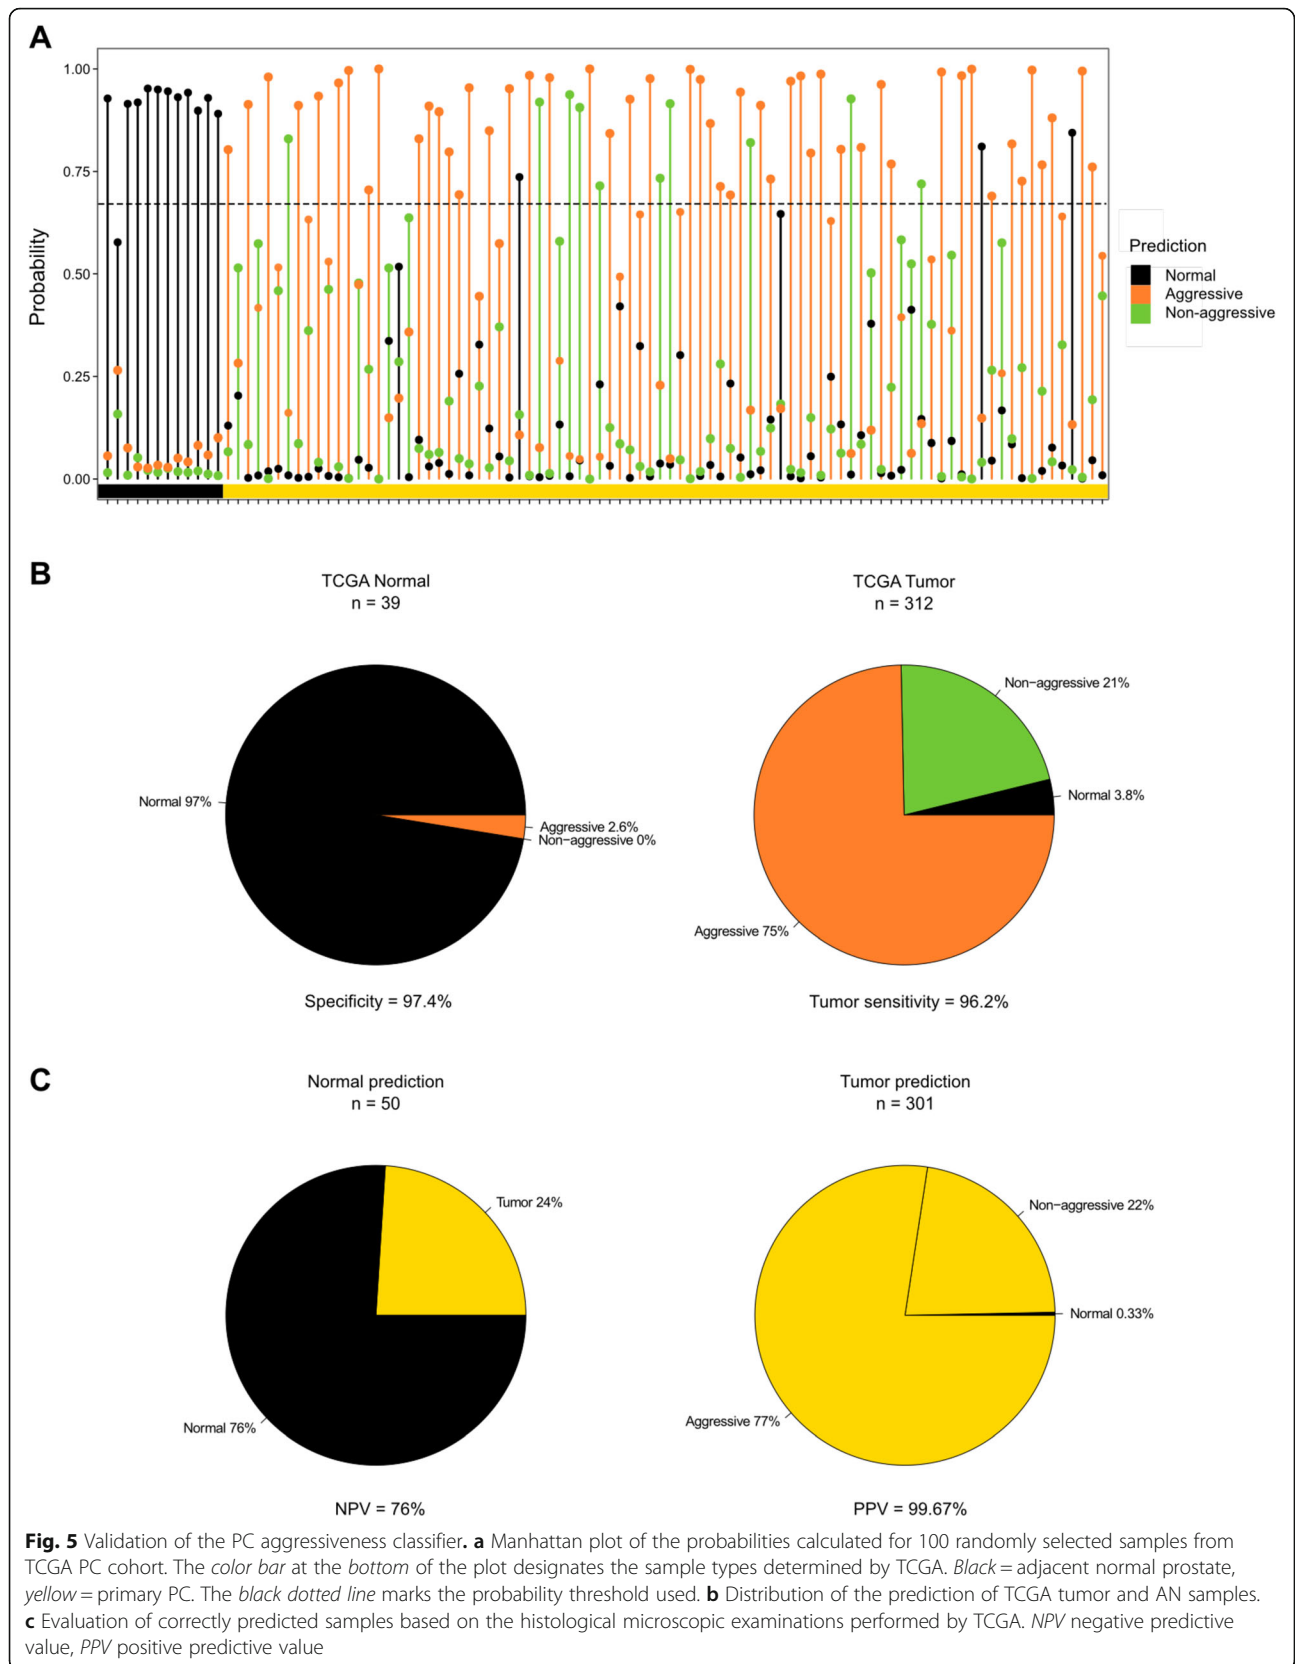 A
1.00
0.75
0.50
0.25
0.00
Probability
Prediction
Normal
Aggressive
Non-aggressive
B
TCGA Normal
n = 39
Normal 97%
Aggressive 2.6%
Non−aggressive 0%
Specificity = 97.4%
TCGA Tumor
n = 312
Non−aggressive 21%
Normal 3.8%
Aggressive 75%
Tumor sensitivity = 96.2%
C
Normal prediction
n = 50
Tumor 24%
Normal 76%
NPV = 76%
Tumor prediction
n = 301
Non−aggressive 22%
Normal 0.33%
Aggressive 77%
PPV = 99.67%
Fig. 5 Validation of the PC aggressiveness classifier. a Manhattan plot of the probabilities calculated for 100 randomly selected samples from
TCGA PC cohort. The color bar at the bottom of the plot designates the sample types determined by TCGA. Black = adjacent normal prostate,
yellow = primary PC. The black dotted line marks the probability threshold used. b Distribution of the prediction of TCGA tumor and AN samples.
c Evaluation of correctly predicted samples based on the histological microscopic examinations performed by TCGA. NPV negative predictive
value, PPV positive predictive value